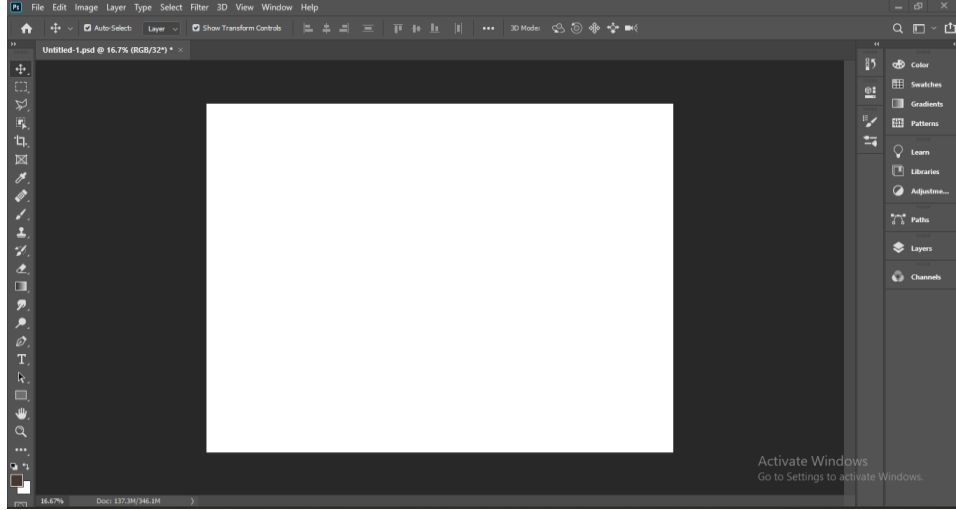 Ps File Edit Image Layer Type Select Filter 3D View Window Help
Auto-Select: Layer Show Transform Controls 3D Mode:
Untitled-1.psd @ 16.7% (RGB/32*) * ×
Color
Swatches
Gradients
Patterns
Learn
Libraries
Adjustme...
Paths
Layers
Channels
T
Activate Windows
Go to Settings to activate Windows.
16.67% Doc: 137.3M/346.1M